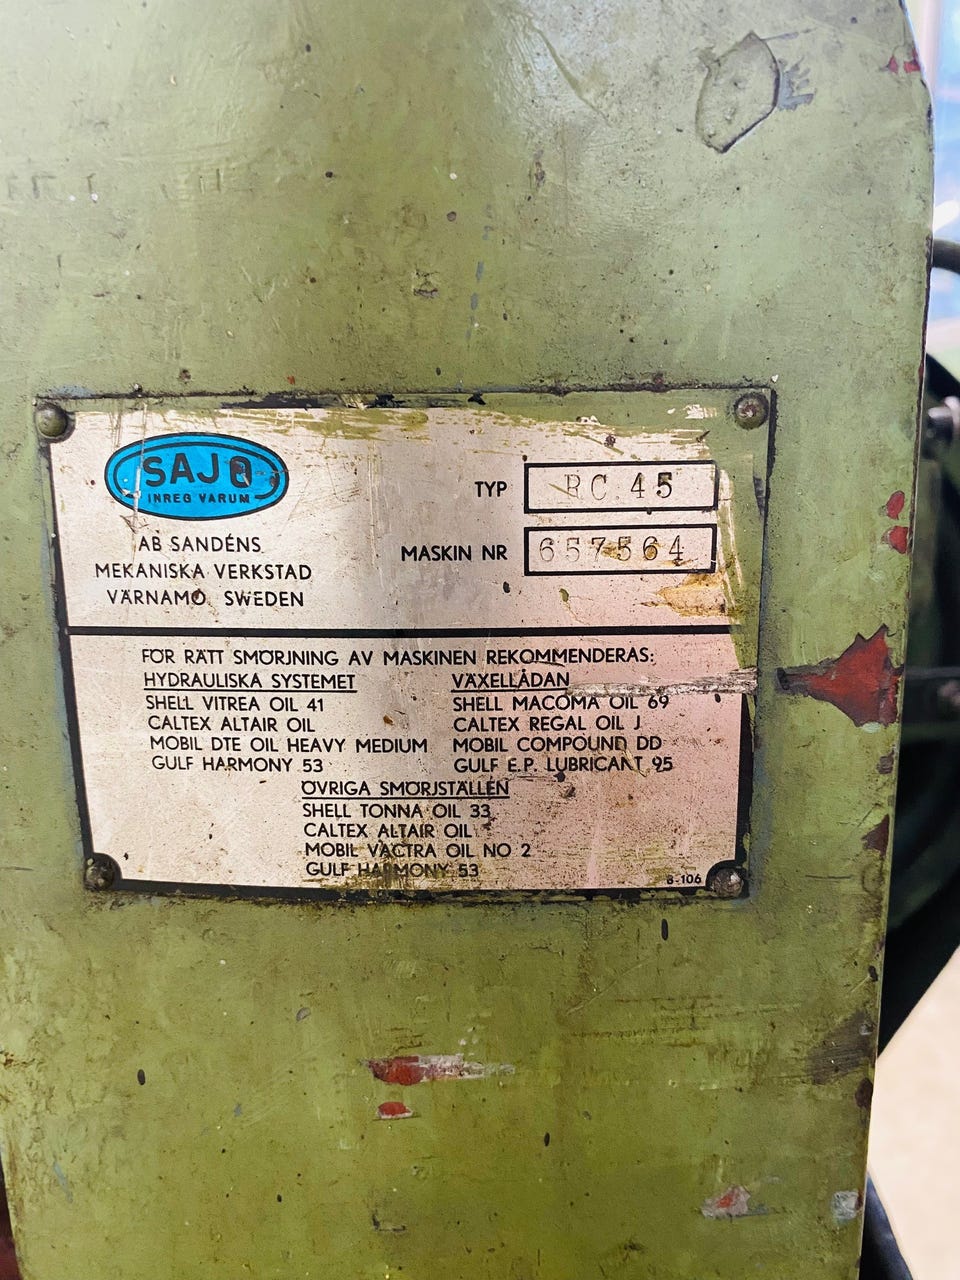 SAJO
INREG VARUM
AB SANDÉNS
MEKANISKA VERKSTAD
VÄRNAMO. SWEDEN
TYP RC.45
MASKIN NR 657564
FÖR RÄTT SMÖRJNING AV MASKINEN REKOMMENDERAS:
HYDRAULISKA SYSTEMET
SHELL VITREA OIL 41
CALTEX ALTAIR OIL
MOBIL DTE OIL HEAVY MEDIUM
GULF HARMONY 53
VÄXELLÅDAN
SHELL MACOMA OIL 69
CALTEX REGAL OIL J
MOBIL COMPOUND DD
GULF E.P. LUBRICANT 95
ÖVRIGA SMÖRJSTÄLLEN
SHELL TONNA OIL 33
CALTEX ALTAIR OIL
MOBIL VACTRA OIL NO 2
GULF HARMONY 53
8-106